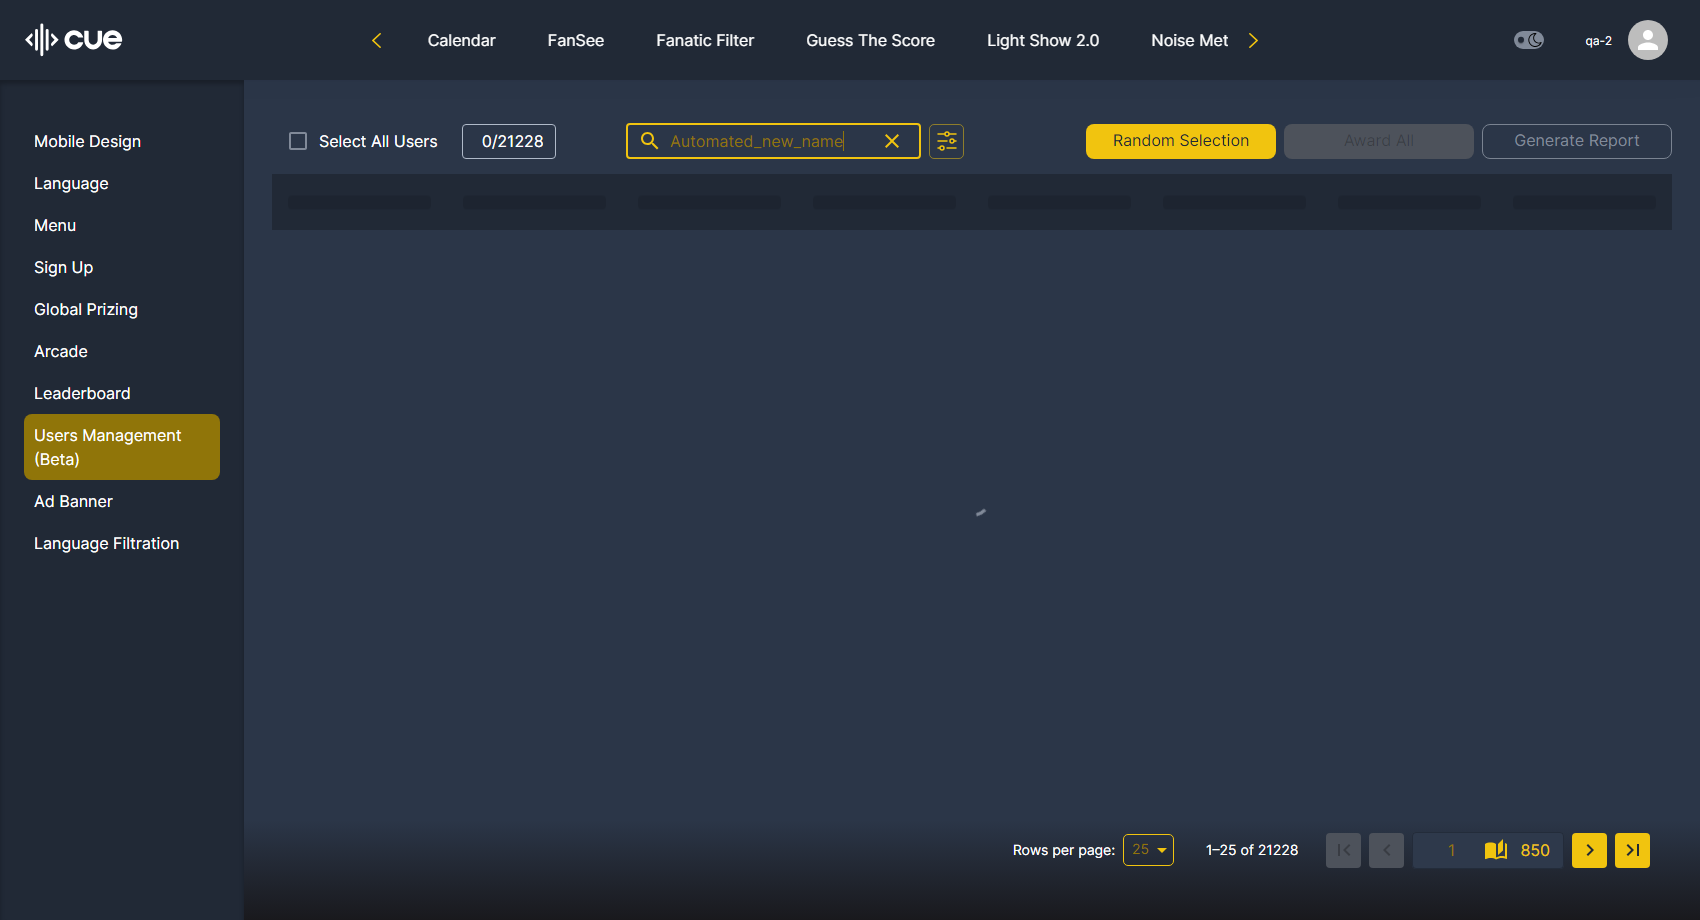 cue
Calendar
FanSee
Fanatic Filter
Guess The Score
Light Show 2.0
Noise Met
qa-2
Mobile Design
Language
Menu
Sign Up
Global Prizing
Arcade
Leaderboard
Users Management
(Beta)
Ad Banner
Language Filtration
Select All Users
0/21228
Automated_new_name
Random Selection
Award All
Generate Report
Rows per page:
25
1–25 of 21228
1
850